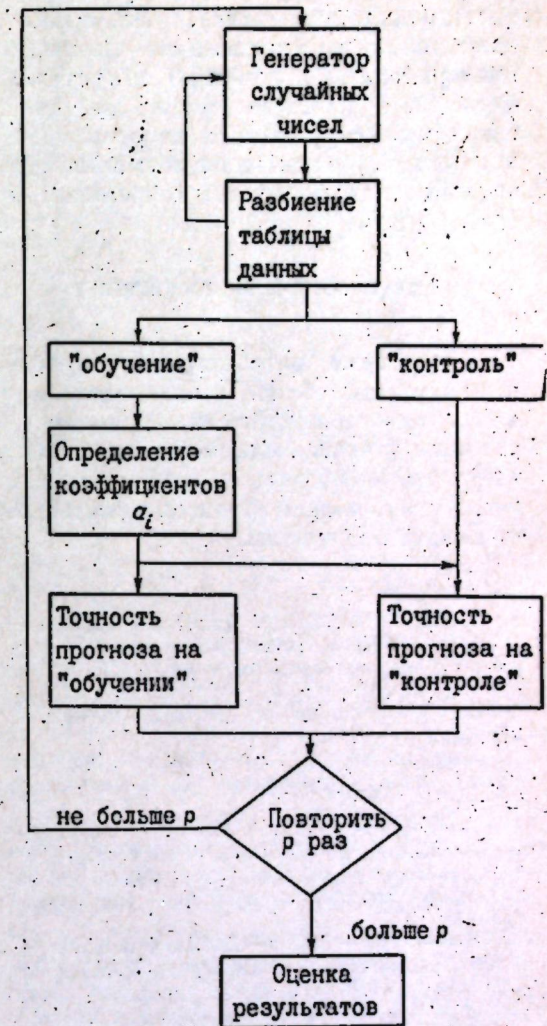 Генератор
случайных
чисел
Разбиение
таблицы
данных
"обучение"
"контроль"
Определение
коэффициентов
αᵢ
Точность
прогноза на
"обучении"
Точность
прогноза на
"контроле"
не больше р
Повторить
р раз
больше р
Оценка
результатов